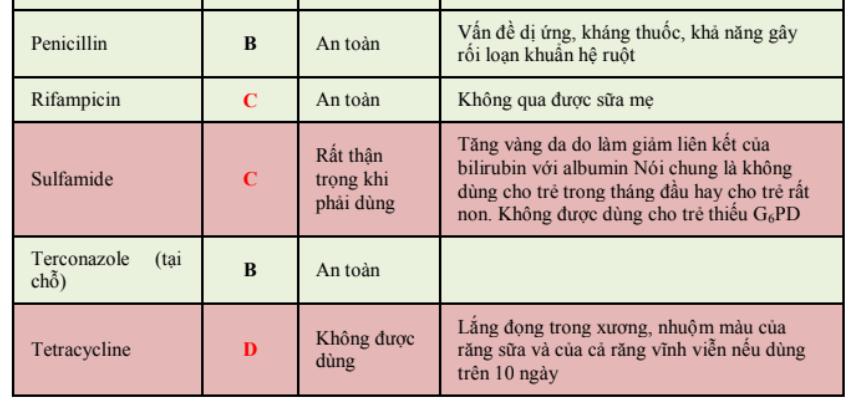 Penicillin
B
An toàn
Vấn đề dị ứng, kháng thuốc, khả năng gây
rối loạn khuẩn hệ ruột
Rifampicin
C
An toàn
Không qua được sữa mẹ
Sulfamide
C
Rất thận
trọng khi
phải dùng
Tăng vàng da do làm giảm liên kết của
bilirubin với albumin Nói chung là không
dùng cho trẻ trong tháng đầu hay cho trẻ rất
non. Không được dùng cho trẻ thiếu G₆PD
Terconazole (tại
chỗ)
B
An toàn
Tetracycline
D
Không được
dùng
Lắng đọng trong xương, nhuộm màu của
răng sữa và của cả răng vĩnh viễn nếu dùng
trên 10 ngày